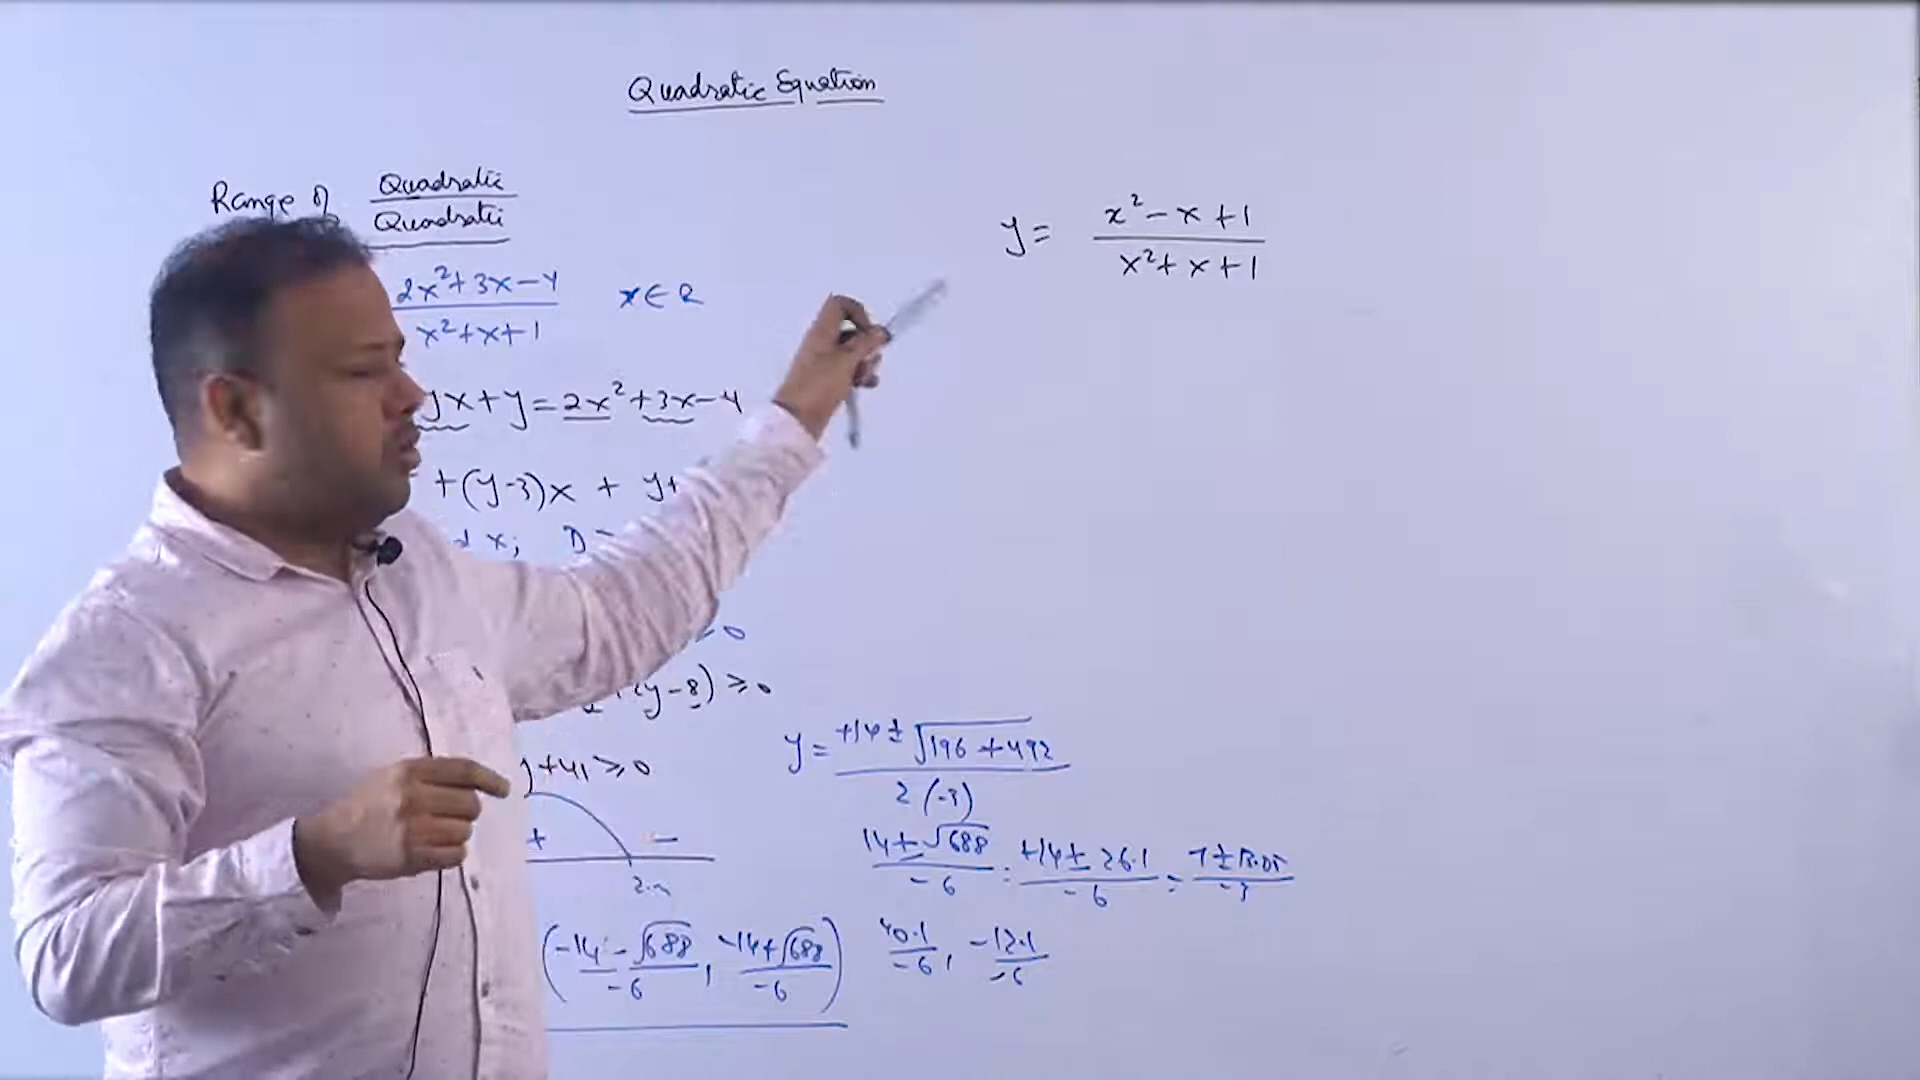 Quadratic Equation
Range of Quadratic
Quadratic
2x²+3x-4
x²+x+1
x∈R
yx+y=2x²+3x-4
+(y-3)x + y+
x; D
0
(y-8)≥0
+41≥0
+ -
y= x²-x+1
x²+x+1
y= +14±√196+492
2(-3)
14±√688
-6
= +14±26.1
-6
= 7±13.05
-3
(-14-√688, -14+√688)
-6 -6
40.1, -12.1
-6 -6